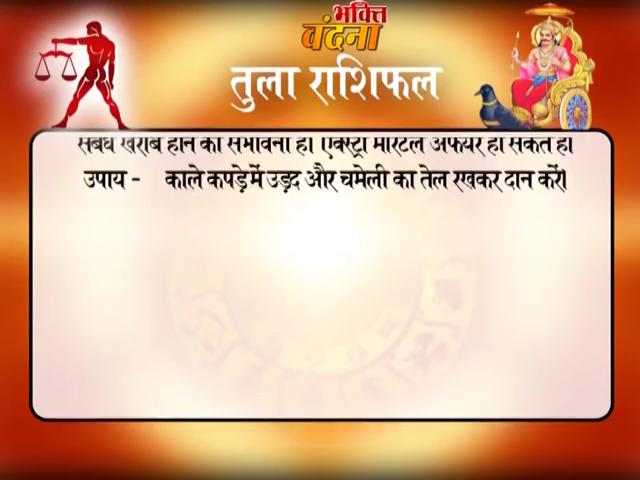 भक्ति
वंदना
तुला राशिफल
संबंध खराब होने की संभावना है। एक्स्ट्रा मैरिटल अफेयर हो सकते हैं।
उपाय - काले कपड़े में उड़द और चमेली का तेल रखकर दान करें।